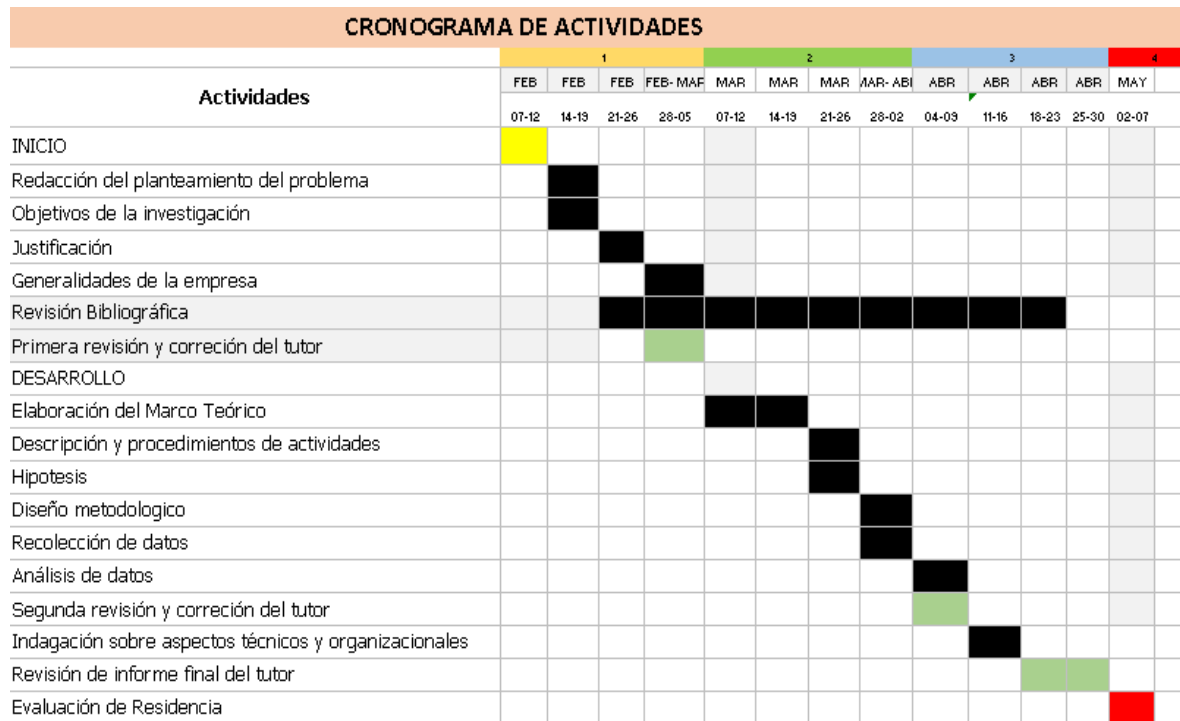 CRONOGRAMA DE ACTIVIDADES
1 2 3 4
Actividades
FEB FEB FEB FEB- MAR MAR MAR MAR MAR- ABI ABR ABR ABR ABR MAY
07-12 14-19 21-26 28-05 07-12 14-19 21-26 28-02 04-09 11-16 18-23 25-30 02-07
INICIO
Redacción del planteamiento del problema
Objetivos de la investigación
Justificación
Generalidades de la empresa
Revisión Bibliográfica
Primera revisión y correción del tutor
DESARROLLO
Elaboración del Marco Teórico
Descripción y procedimientos de actividades
Hipotesis
Diseño metodologico
Recolección de datos
Análisis de datos
Segunda revisión y correción del tutor
Indagación sobre aspectos técnicos y organizacionales
Revisión de informe final del tutor
Evaluación de Residencia